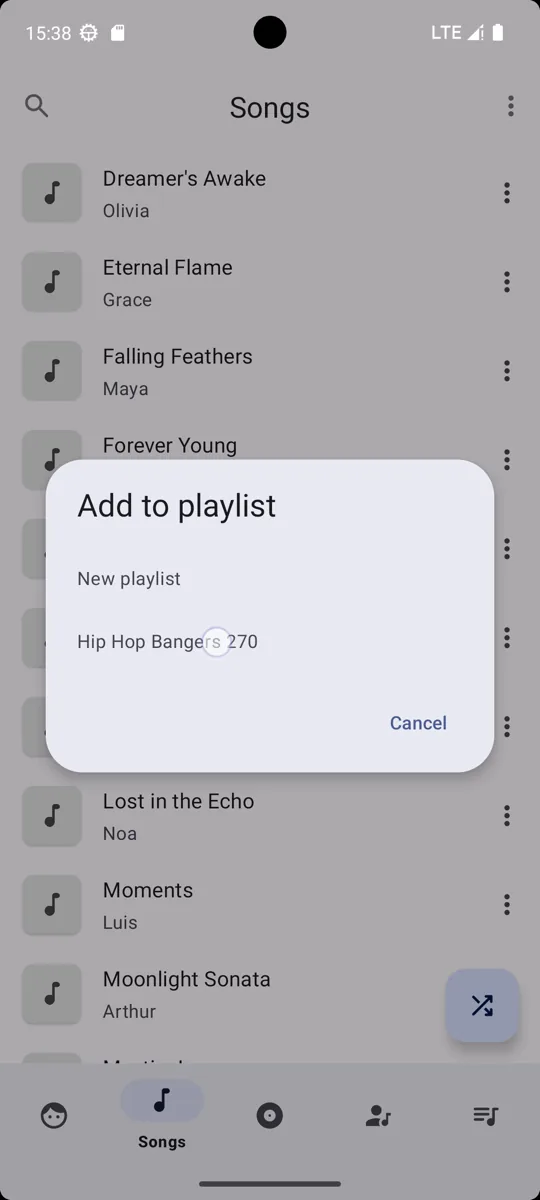 15:38
LTE
Songs
Dreamer's Awake
Olivia
Eternal Flame
Grace
Falling Feathers
Maya
Forever Young
Add to playlist
New playlist
Hip Hop Bangers 270
Cancel
Lost in the Echo
Noa
Moments
Luis
Moonlight Sonata
Arthur
Songs